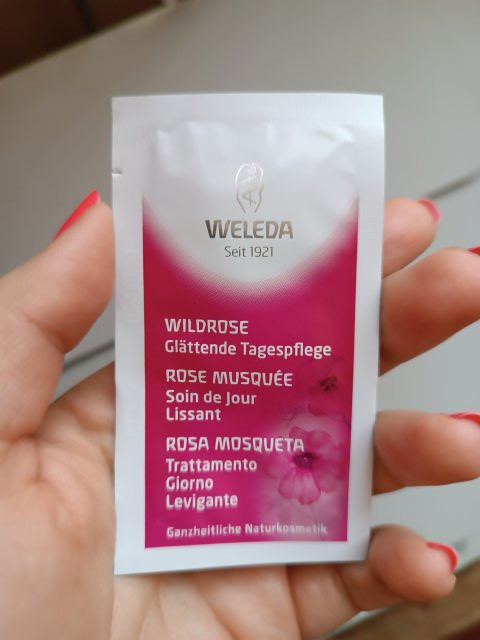 WELEDA
Seit 1921
WILDROSE
Glättende Tagespflege
ROSE MUSQUÉE
Soin de Jour
Lissant
ROSA MOSQUETA
Trattamento
Giorno
Levigante
Ganzheitliche Naturkosmetik